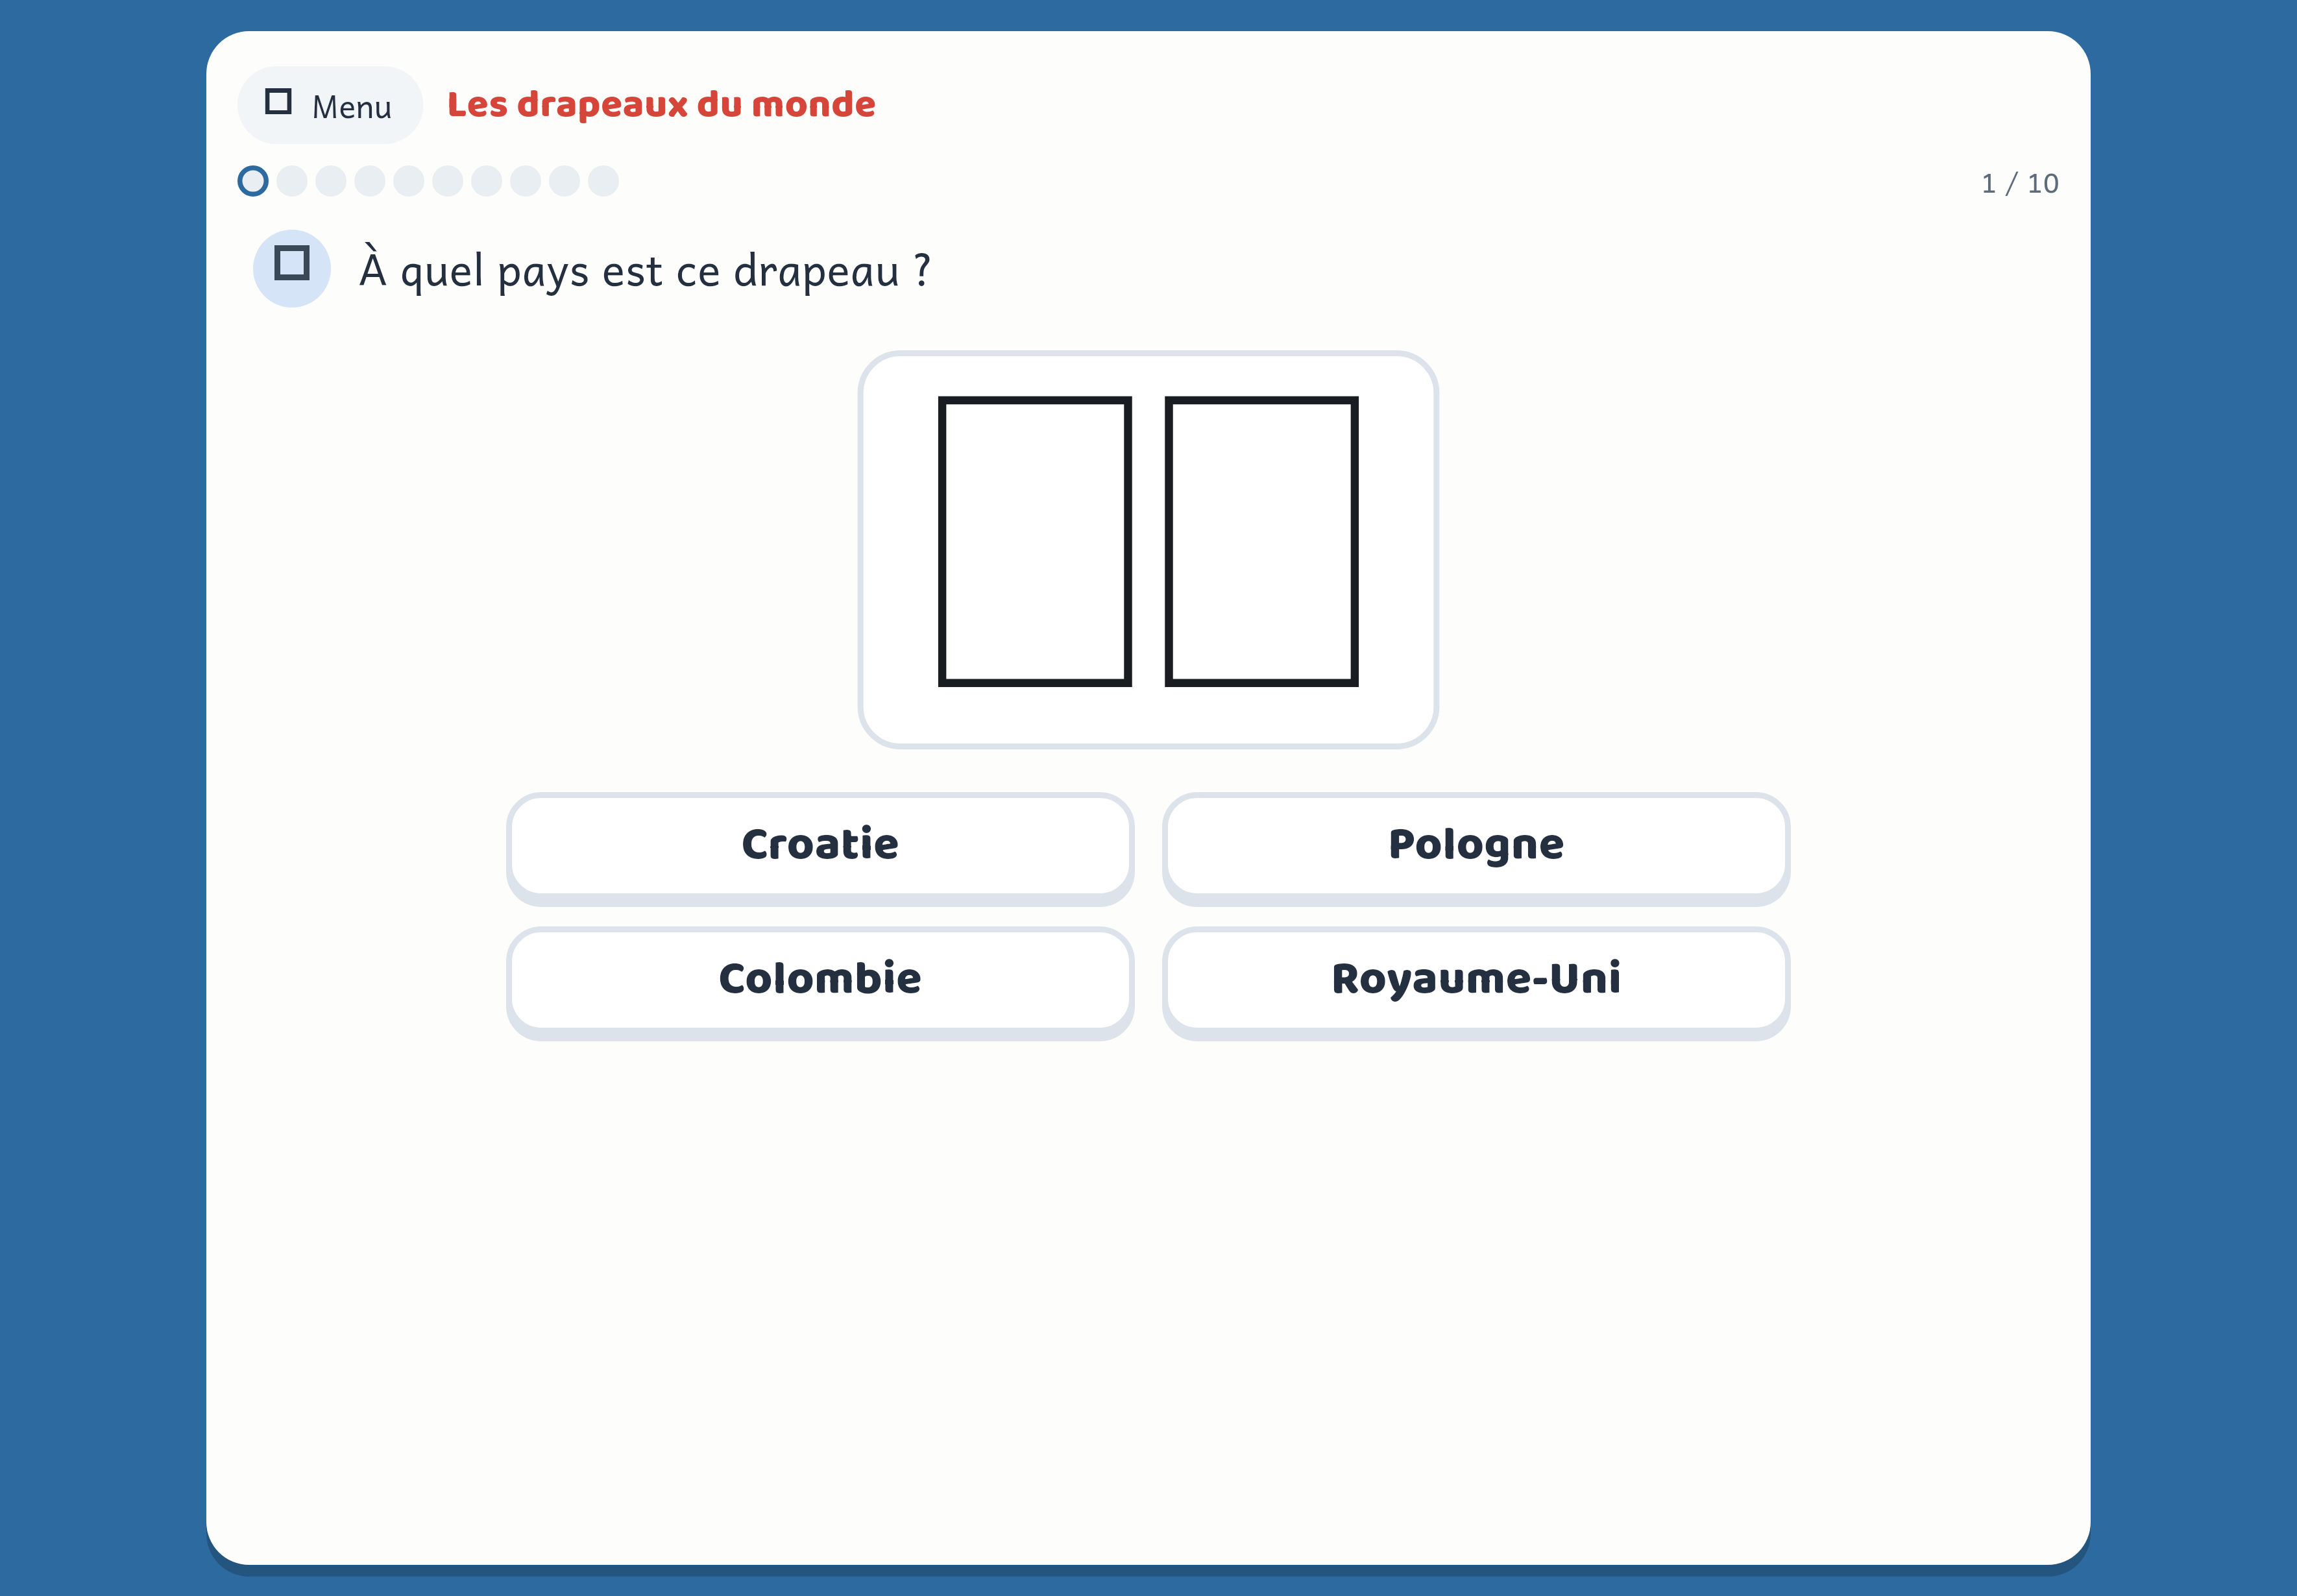 Menu
Les drapeaux du monde
1 / 10
À quel pays est ce drapeau ?
Croatie
Pologne
Colombie
Royaume-Uni